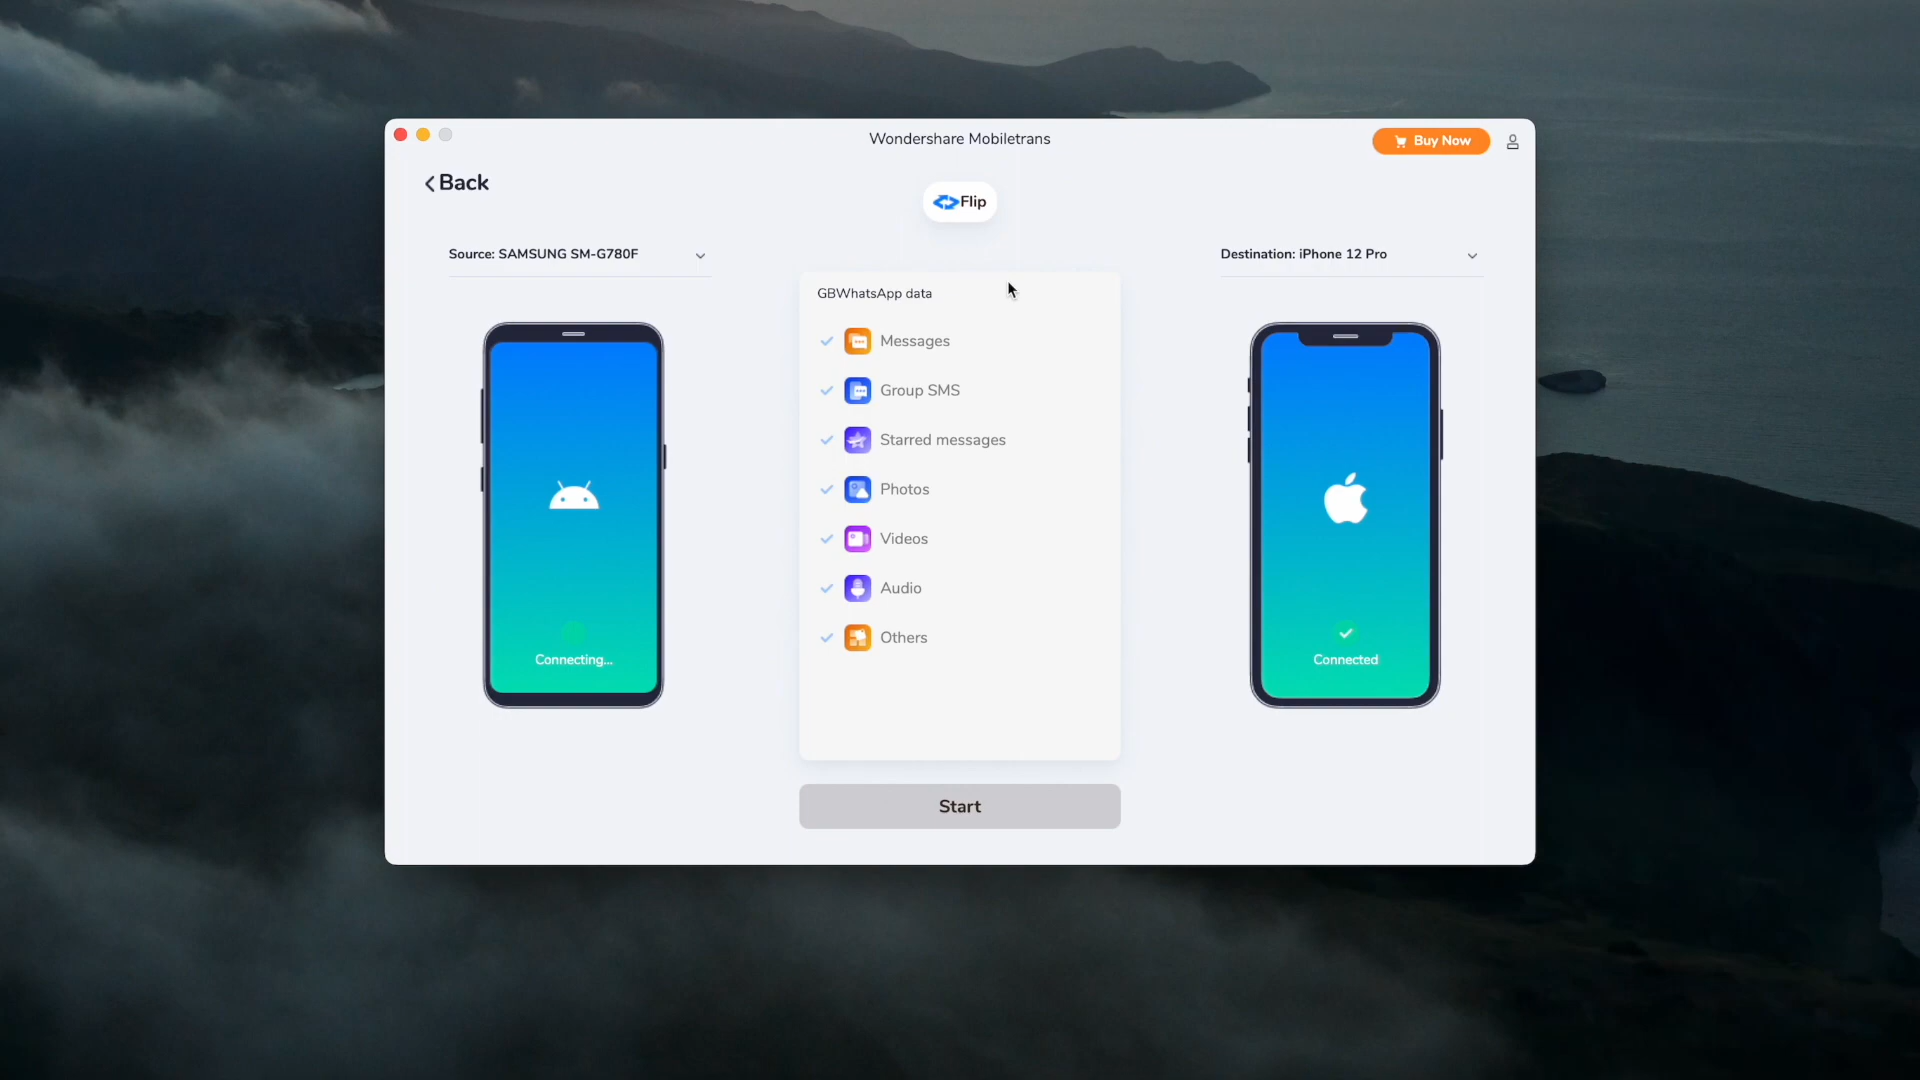 Wondershare Mobiletrans
Buy Now
Back
Flip
Source: SAMSUNG SM-G780F
Destination: iPhone 12 Pro
GBWhatsApp data
Messages
Group SMS
Starred messages
Photos
Videos
Audio
Others
Connecting...
Connected
Start